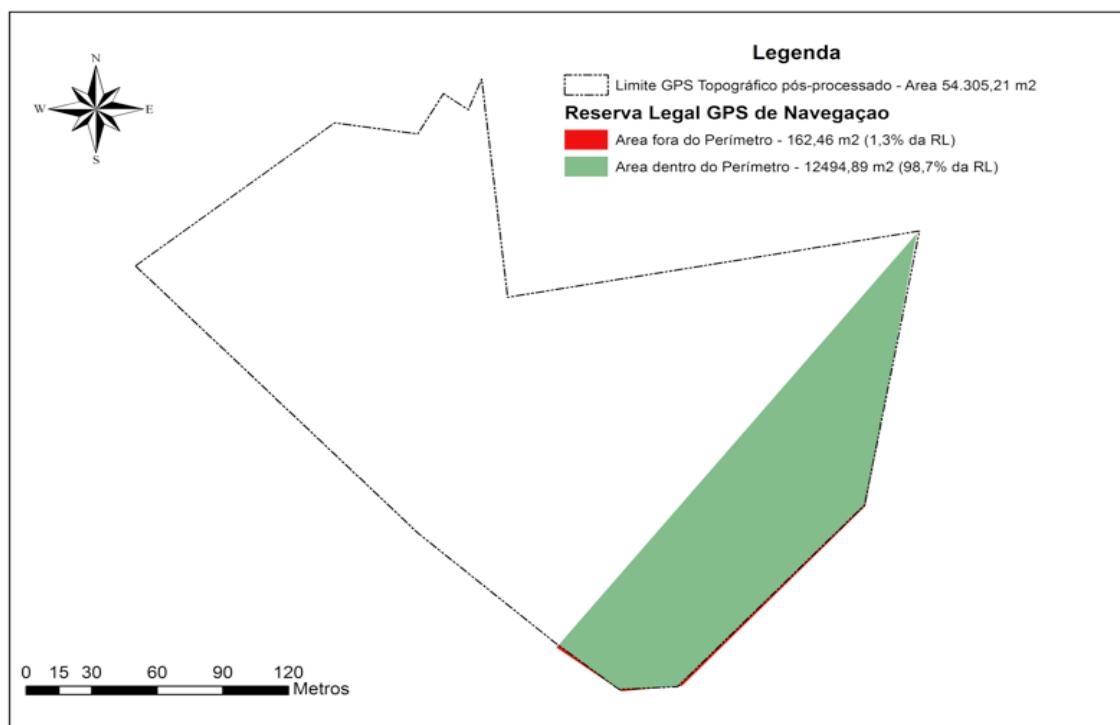 N
W E
S
Legenda
Limite GPS Topográfico pós-processado - Area 54.305,21 m2
Reserva Legal GPS de Navegaçao
Area fora do Perímetro - 162,46 m2 (1,3% da RL)
Area dentro do Perímetro - 12494,89 m2 (98,7% da RL)
0 15 30 60 90 120
Metros